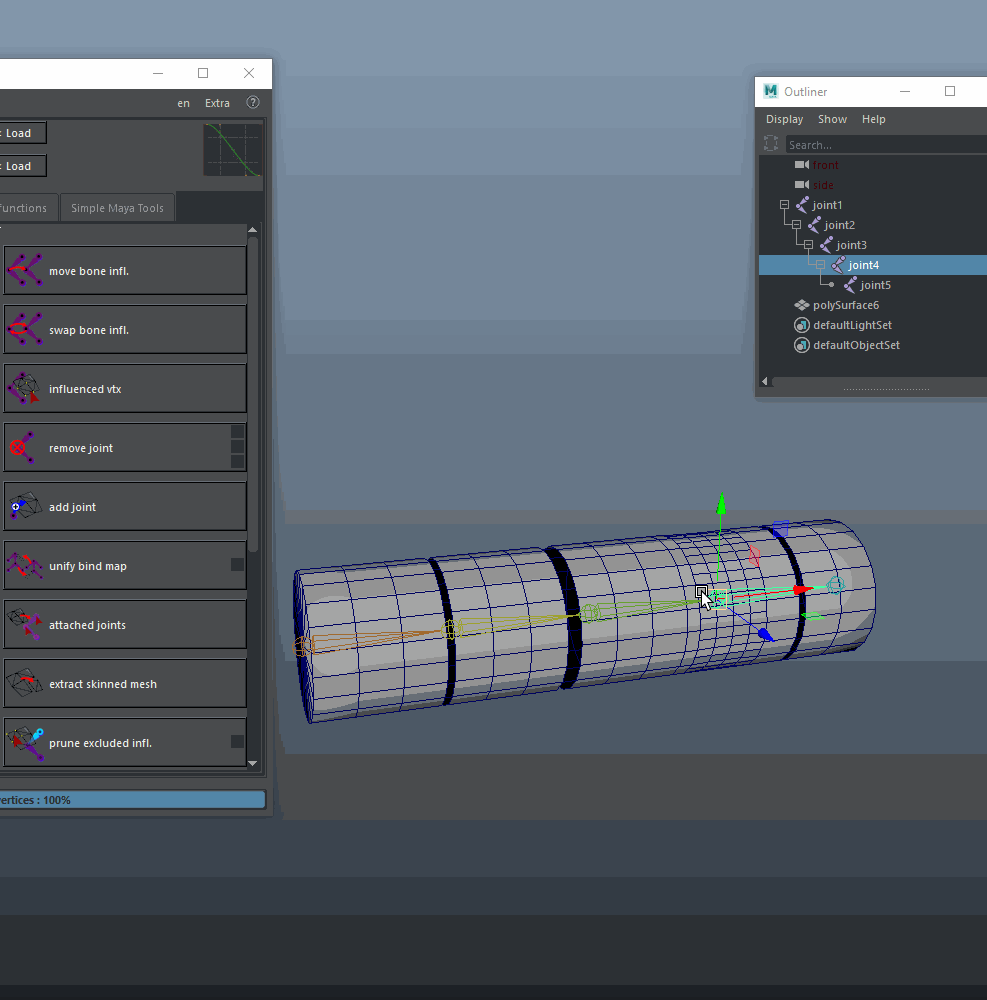 en Extra ?
: Load
: Load
functions
Simple Maya Tools
move bone infl.
swap bone infl.
influenced vtx
remove joint
add joint
unify bind map
attached joints
extract skinned mesh
prune excluded infl.
ertices : 100%
M Outliner
Display Show Help
Search...
front
side
joint1
joint2
joint3
joint4
joint5
polySurface6
defaultLightSet
defaultObjectSet